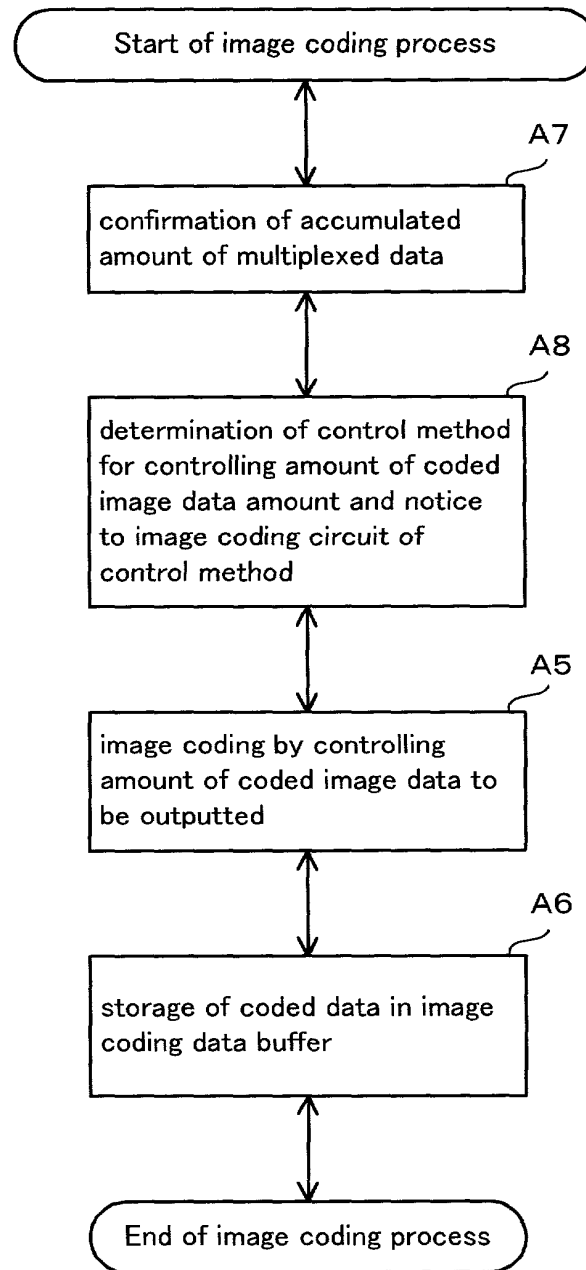 Start of image coding process
A7
confirmation of accumulated
amount of multiplexed data
A8
determination of control method
for controlling amount of coded
image data amount and notice
to image coding circuit of
control method
A5
image coding by controlling
amount of coded image data to
be outputted
A6
storage of coded data in image
coding data buffer
End of image coding process